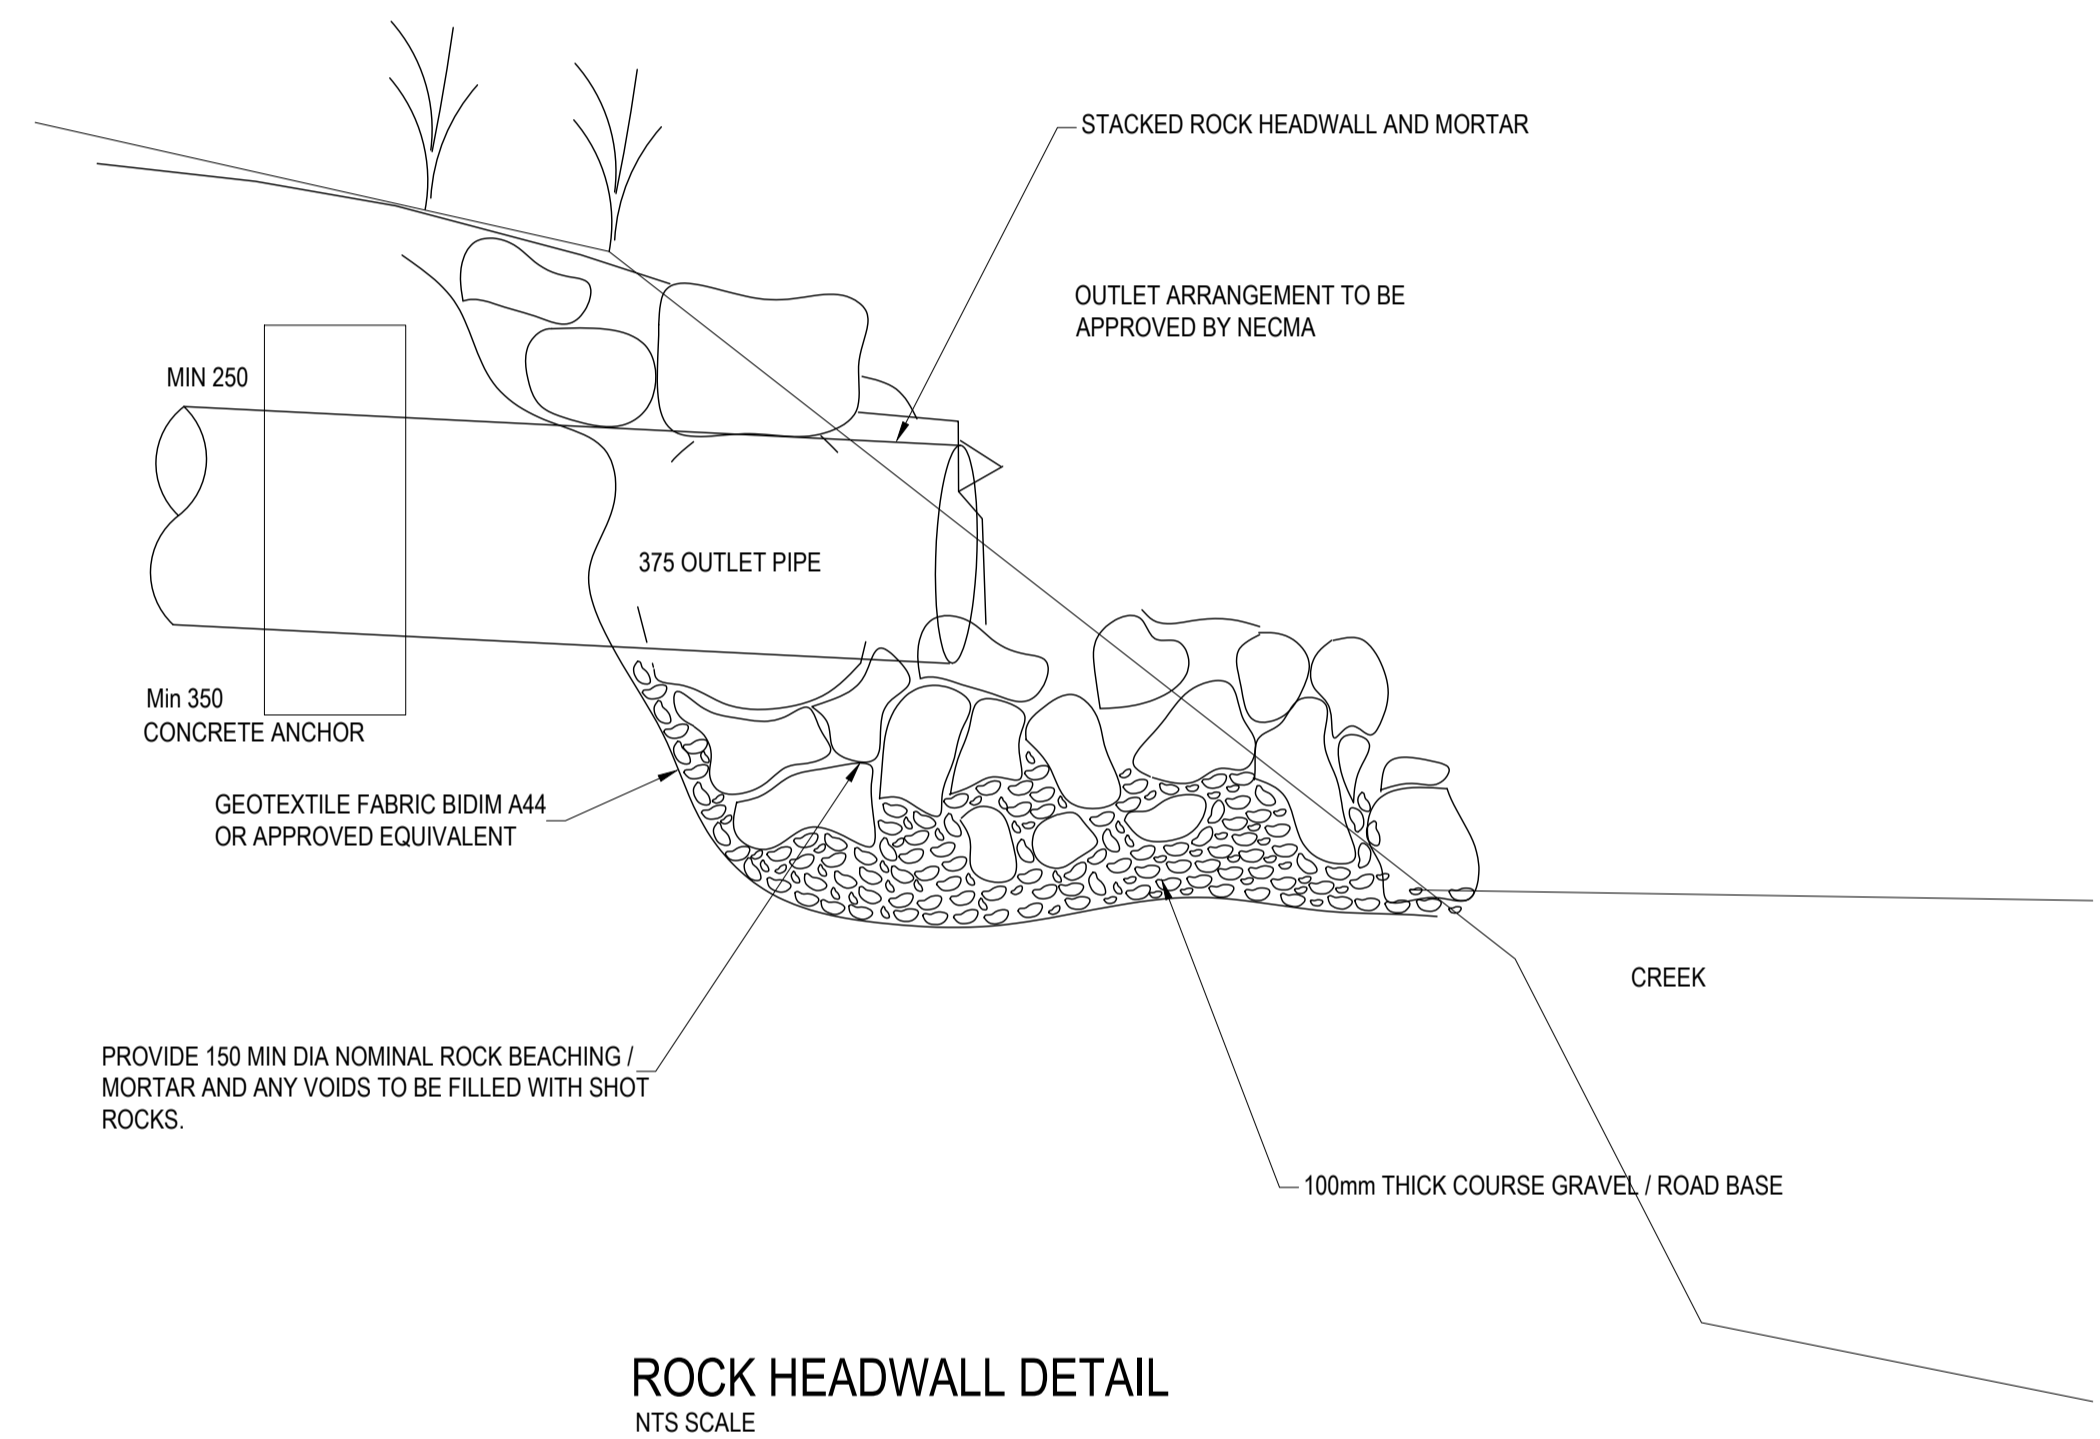 STACKED ROCK HEADWALL AND MORTAR
OUTLET ARRANGEMENT TO BE
APPROVED BY NECMA
MIN 250
375 OUTLET PIPE
Min 350
CONCRETE ANCHOR
GEOTEXTILE FABRIC BIDIM A44
OR APPROVED EQUIVALENT
CREEK
PROVIDE 150 MIN DIA NOMINAL ROCK BEACHING /
MORTAR AND ANY VOIDS TO BE FILLED WITH SHOT
ROCKS.
100mm THICK COURSE GRAVEL / ROAD BASE
ROCK HEADWALL DETAIL
NTS SCALE